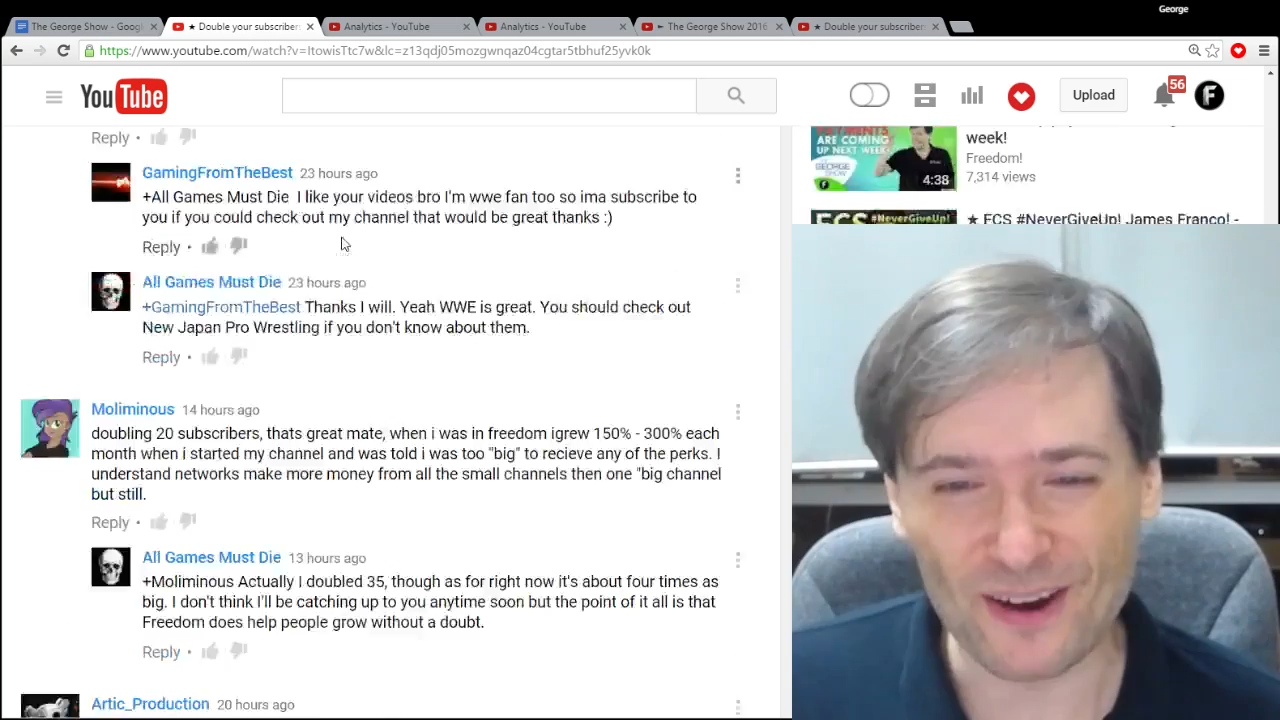 George
The George Show - Googl
★ Double your subscriber
Analytics - YouTube
Analytics - YouTube
► The George Show 2016
★ Double your subscriber
https://www.youtube.com/watch?v=ItowisTtc7w&lc=z13qdj05mozgwnqaz04cgtar5tbhuf25yvk0k
YouTube
Upload
56
F
Reply •
GamingFromTheBest 23 hours ago
+All Games Must Die I like your videos bro I'm wwe fan too so ima subscribe to
you if you could check out my channel that would be great thanks :)
Reply •
All Games Must Die 23 hours ago
+GamingFromTheBest Thanks I will. Yeah WWE is great. You should check out
New Japan Pro Wrestling if you don't know about them.
Reply •
Moliminous 14 hours ago
doubling 20 subscribers, thats great mate, when i was in freedom igrew 150% - 300% each
month when i started my channel and was told i was too "big" to recieve any of the perks. I
understand networks make more money from all the small channels then one "big channel
but still.
Reply •
All Games Must Die 13 hours ago
+Moliminous Actually I doubled 35, though as for right now it's about four times as
big. I don't think I'll be catching up to you anytime soon but the point of it all is that
Freedom does help people grow without a doubt.
Reply •
Artic_Production 20 hours ago
ARE COMING
UP NEXT WEEK!
GEORGE
SHOW
4:38
week!
Freedom!
7,314 views
★ FCS #NeverGiveUp! James Franco! -